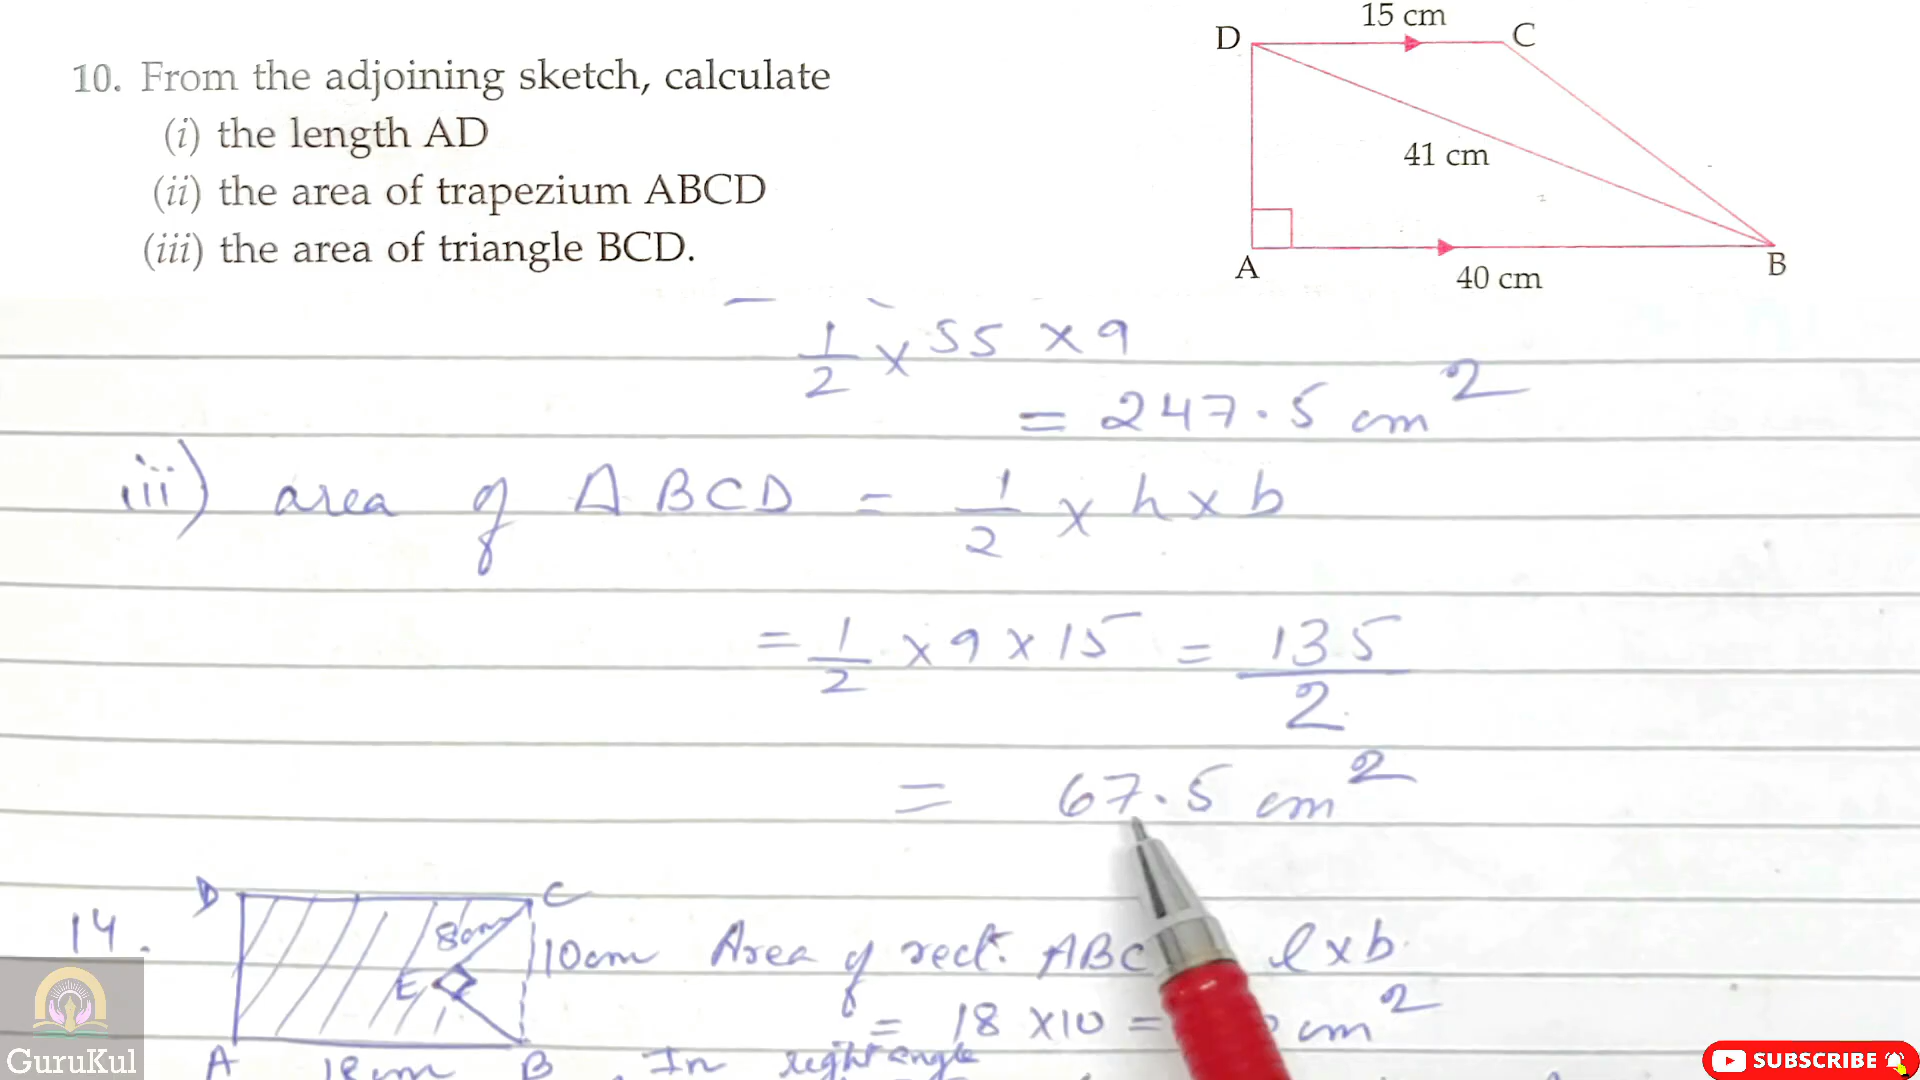 15 cm
D
C
10. From the adjoining sketch, calculate
(i) the length AD
41 cm
(ii) the area of trapezium ABCD
(iii) the area of triangle BCD.
A
B
40 cm
1/2 × 55 × 9
= 247.5 cm²
iii) area of Δ BCD = 1/2 × h × b
= 1/2 × 9 × 15 = 135/2
= 67.5 cm²
D
C
14.
8cm
10cm
Area of rect. ABC
l × b.
E
= 18 × 10 =
cm²
A
18cm
B
In right angle
GuruKul
SUBSCRIBE